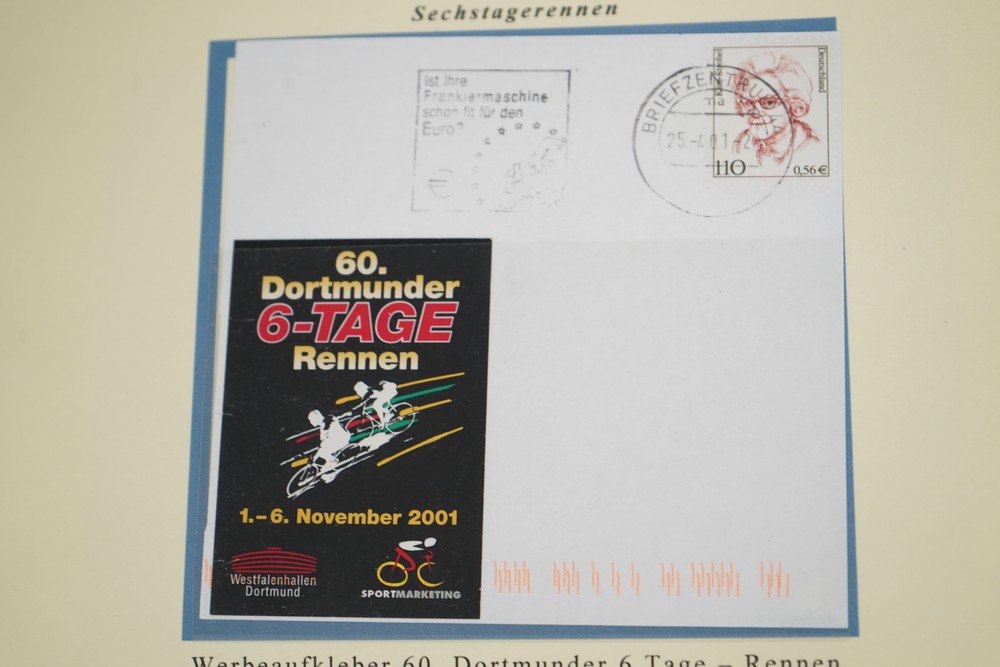 Sechstagerennen
Ist Ihre
Frankiermaschine
schon fit für den
Euro?
€
BRIEFZENTRUM
25.-4.01.-2
Deutschland
110
0,56€
60.
Dortmunder
6-TAGE
Rennen
1.–6. November 2001
Westfalenhallen
Dortmund
SPORTMARKETING
Werbeaufkleber 60. Dortmunder 6 Tage – Rennen